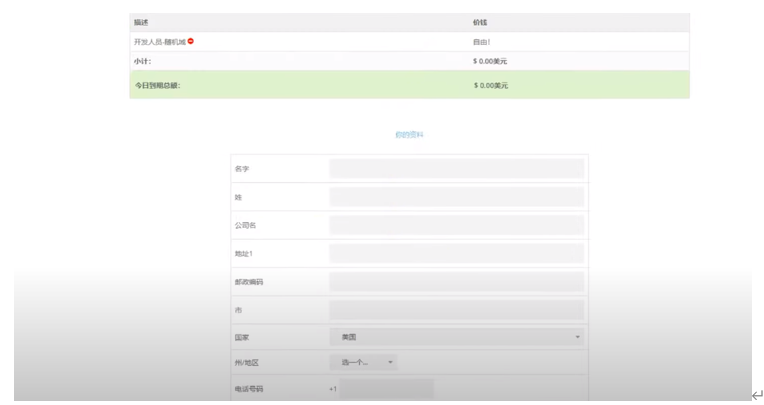 描述 价钱
开发人员-随机城 自由！
小计： $ 0.00美元
今日到期总额： $ 0.00美元
你的资料
名字
姓
公司名
地址1
邮政编码
市
国家 美国
州/地区 选一个...
电话号码 +1